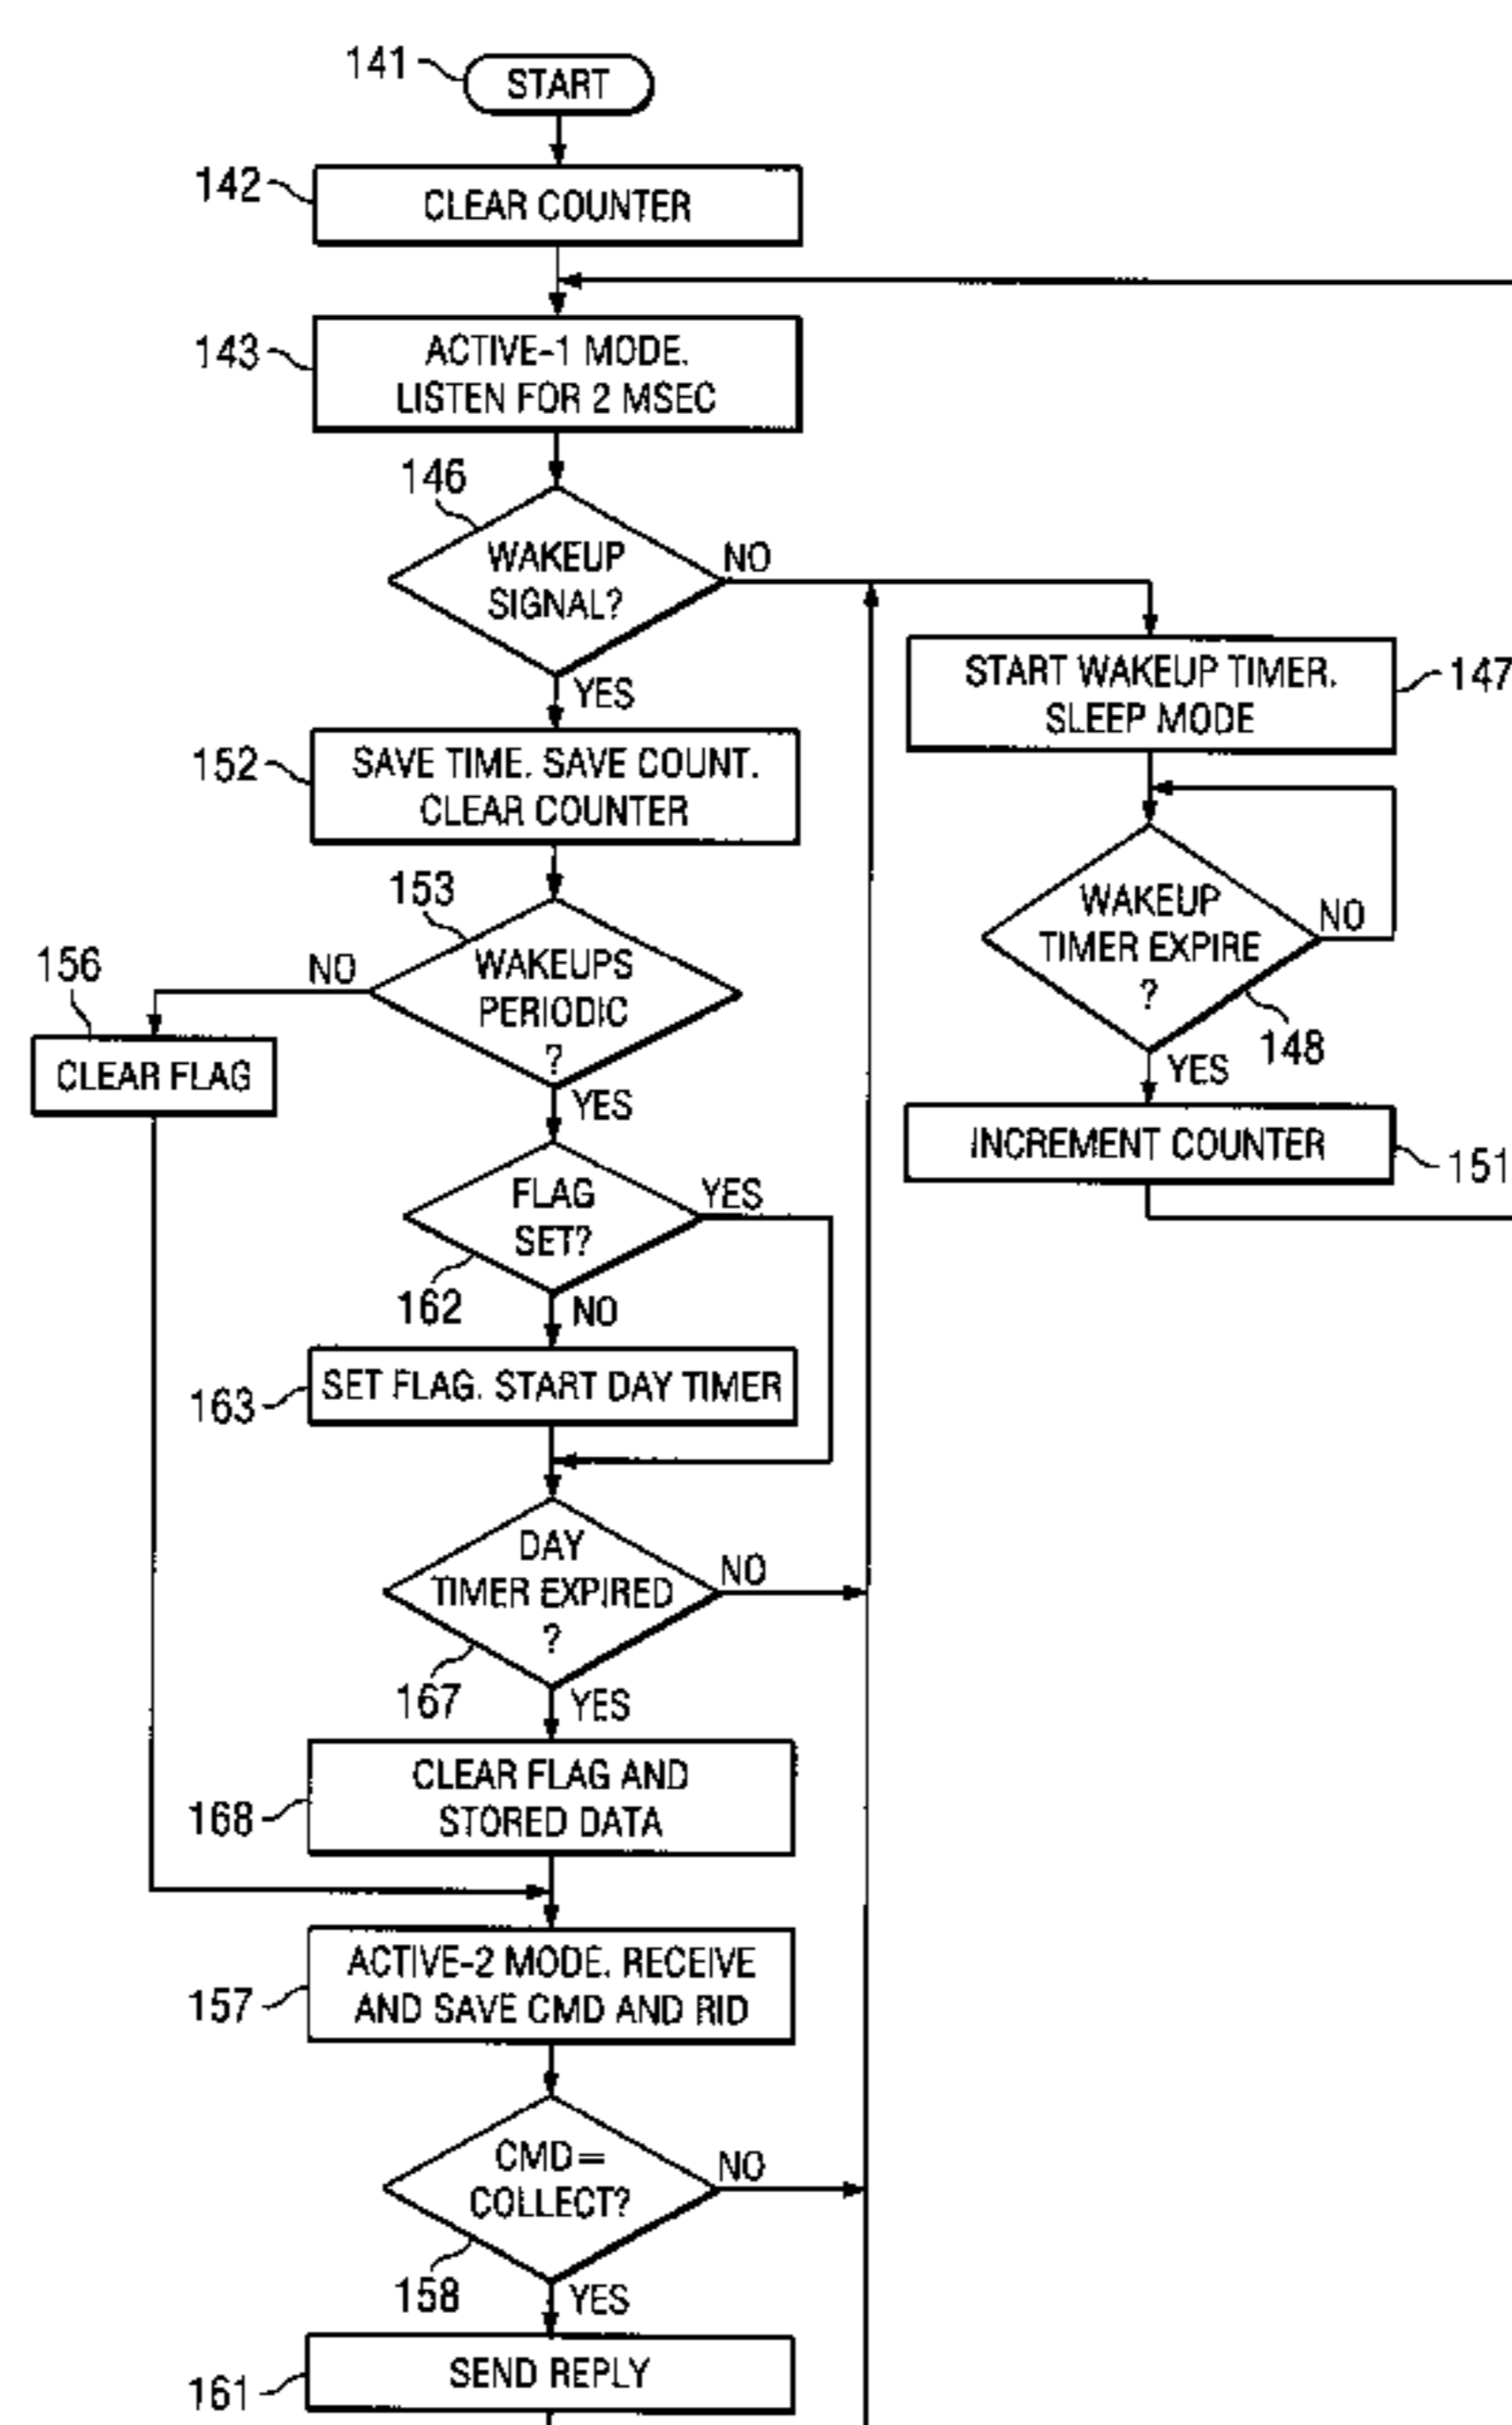 141
START
142
CLEAR COUNTER
143
ACTIVE-1 MODE.
LISTEN FOR 2 MSEC
146
WAKEUP
SIGNAL?
NO
YES
START WAKEUP TIMER.
SLEEP MODE
147
152
SAVE TIME. SAVE COUNT.
CLEAR COUNTER
WAKEUP
TIMER EXPIRE
?
NO
148
YES
153
WAKEUPS
PERIODIC
?
NO
YES
156
CLEAR FLAG
INCREMENT COUNTER
151
FLAG
SET?
YES
162
NO
163
SET FLAG. START DAY TIMER
DAY
TIMER EXPIRED
?
NO
167
YES
168
CLEAR FLAG AND
STORED DATA
157
ACTIVE-2 MODE. RECEIVE
AND SAVE CMD AND RID
CMD=
COLLECT?
NO
158
YES
161
SEND REPLY